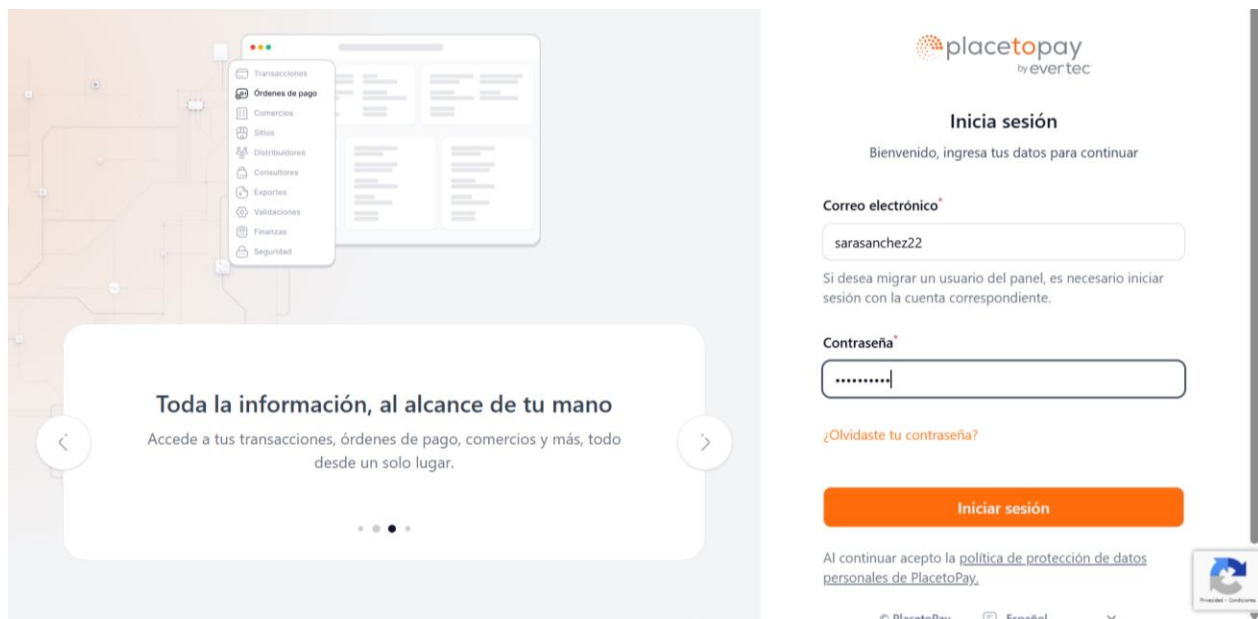 Transacciones
Órdenes de pago
Comercios
Sitios
Distribuidores
Consultores
Exportes
Validaciones
Finanzas
Seguridad
Toda la información, al alcance de tu mano
Accede a tus transacciones, órdenes de pago, comercios y más, todo
desde un solo lugar.
placetopay
by evertec
Inicia sesión
Bienvenido, ingresa tus datos para continuar
Correo electrónico*
sarasanchez22
Si desea migrar un usuario del panel, es necesario iniciar
sesión con la cuenta correspondiente.
Contraseña*
••••••••••
¿Olvidaste tu contraseña?
Iniciar sesión
Al continuar acepto la política de protección de datos
personales de PlacetoPay.
Privacidad - Condiciones
© PlacetoPay Español